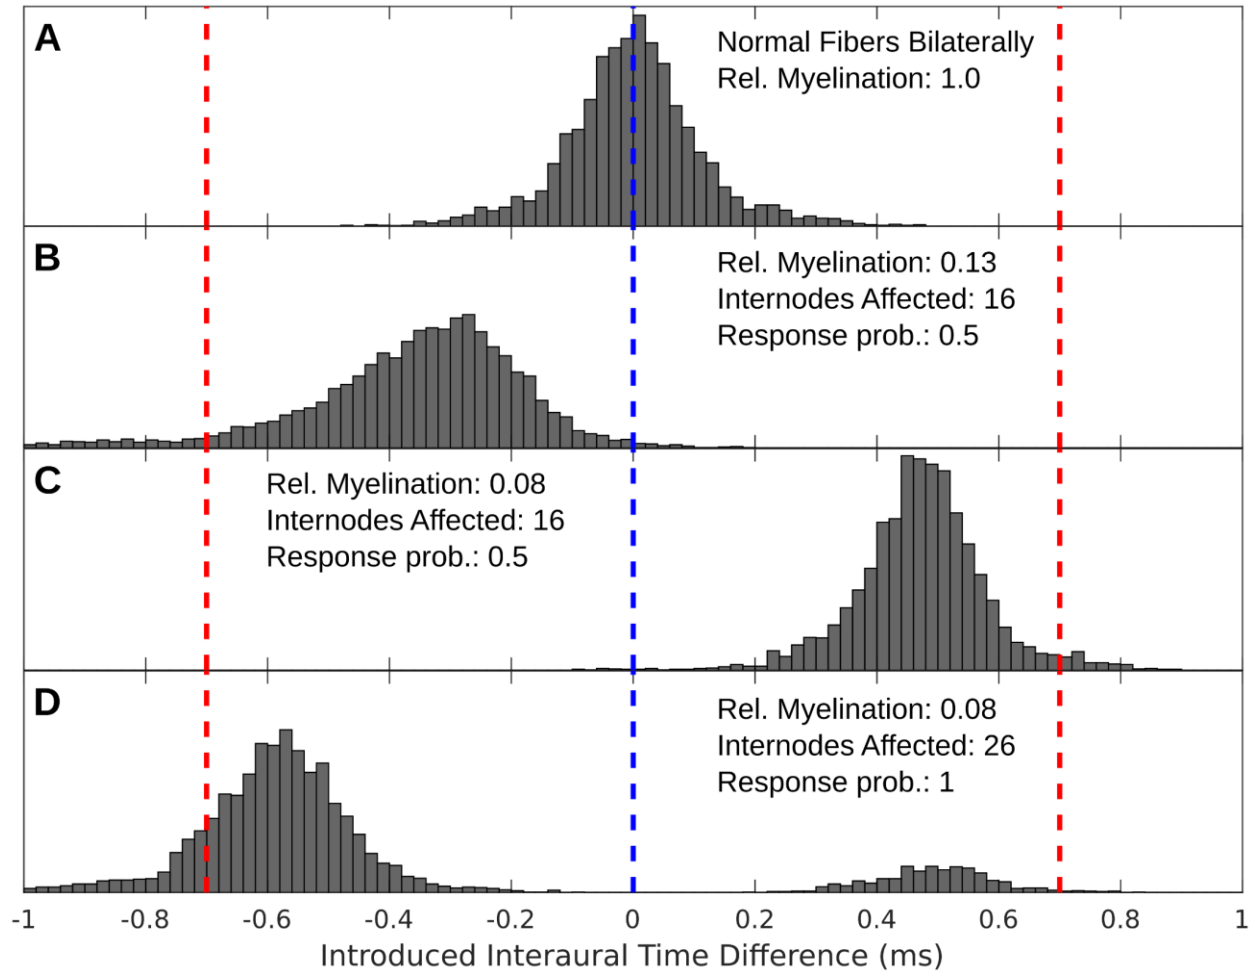 A
Normal Fibers Bilaterally
Rel. Myelination: 1.0
B
Rel. Myelination: 0.13
Internodes Affected: 16
Response prob.: 0.5
C
Rel. Myelination: 0.08
Internodes Affected: 16
Response prob.: 0.5
D
Rel. Myelination: 0.08
Internodes Affected: 26
Response prob.: 1
-1 -0.8 -0.6 -0.4 -0.2 0 0.2 0.4 0.6 0.8 1
Introduced Interaural Time Difference (ms)